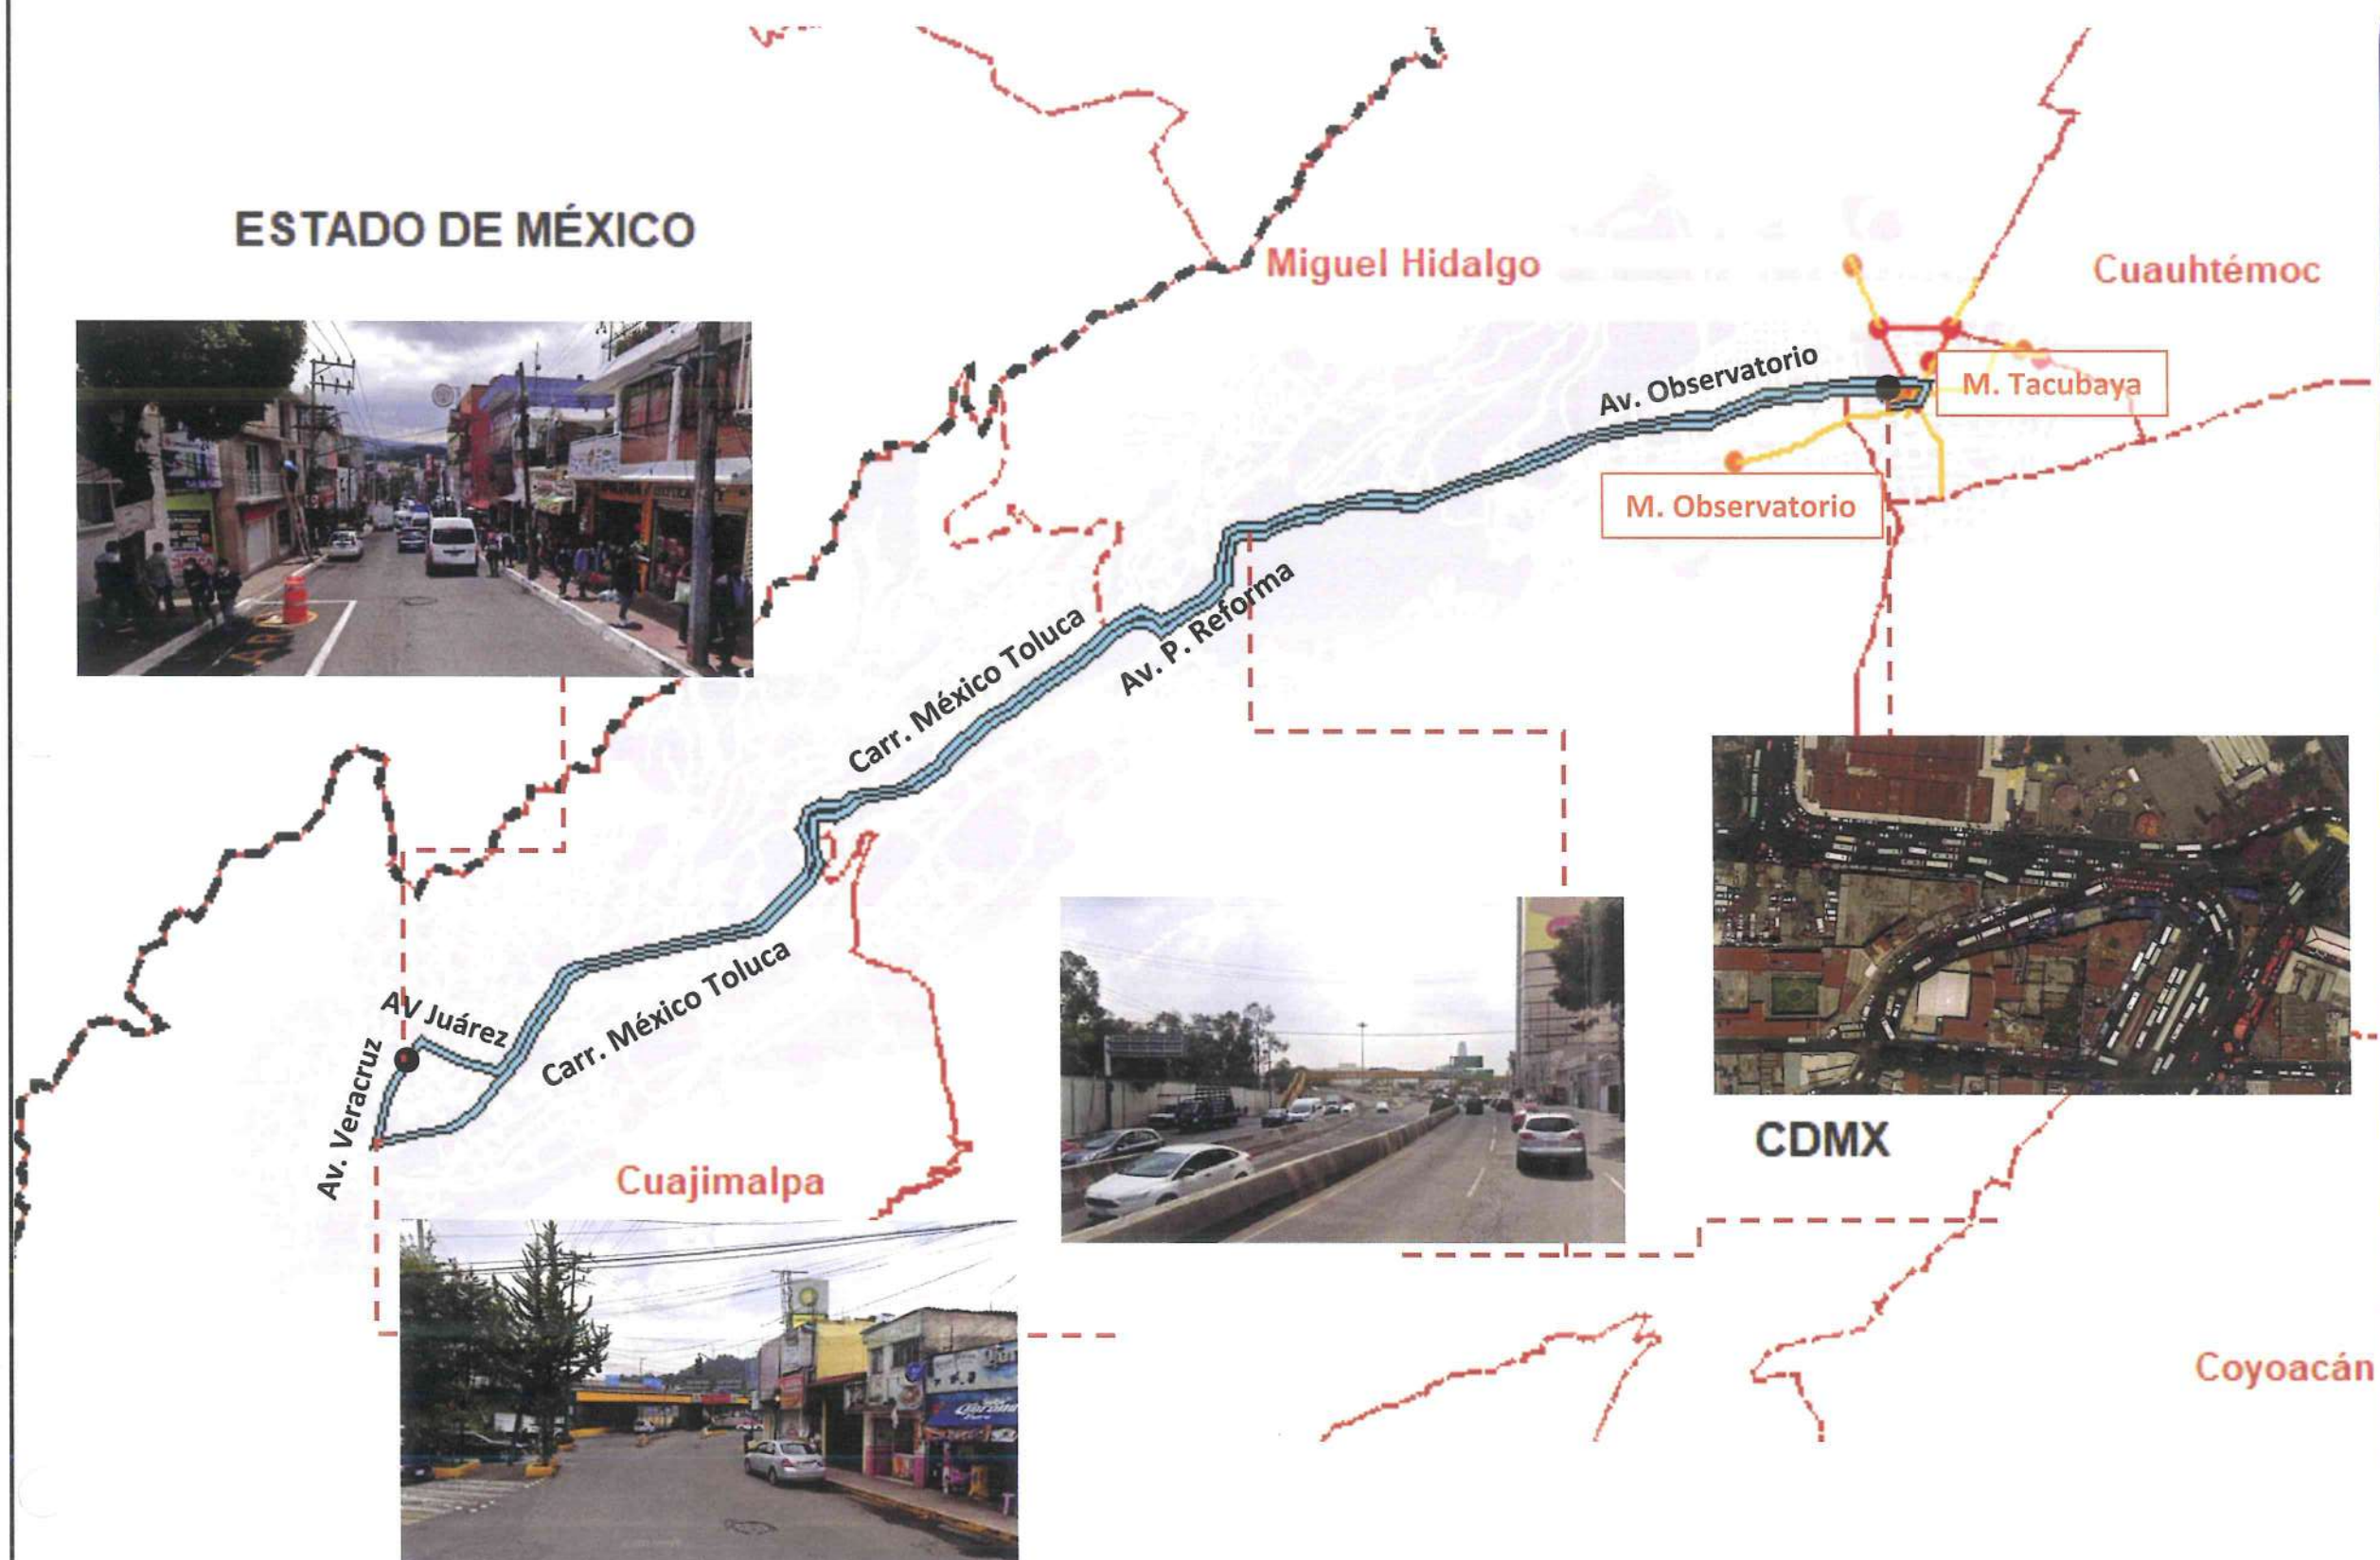 ESTADO DE MÉXICO
Miguel Hidalgo
Cuauhtémoc
Av. Observatorio
M. Tacubaya
M. Observatorio
Av. P. Reforma
Carr. México Toluca
Carr. México Toluca
AV Juárez
Av. Veracruz
Cuajimalpa
CDMX
Coyoacán